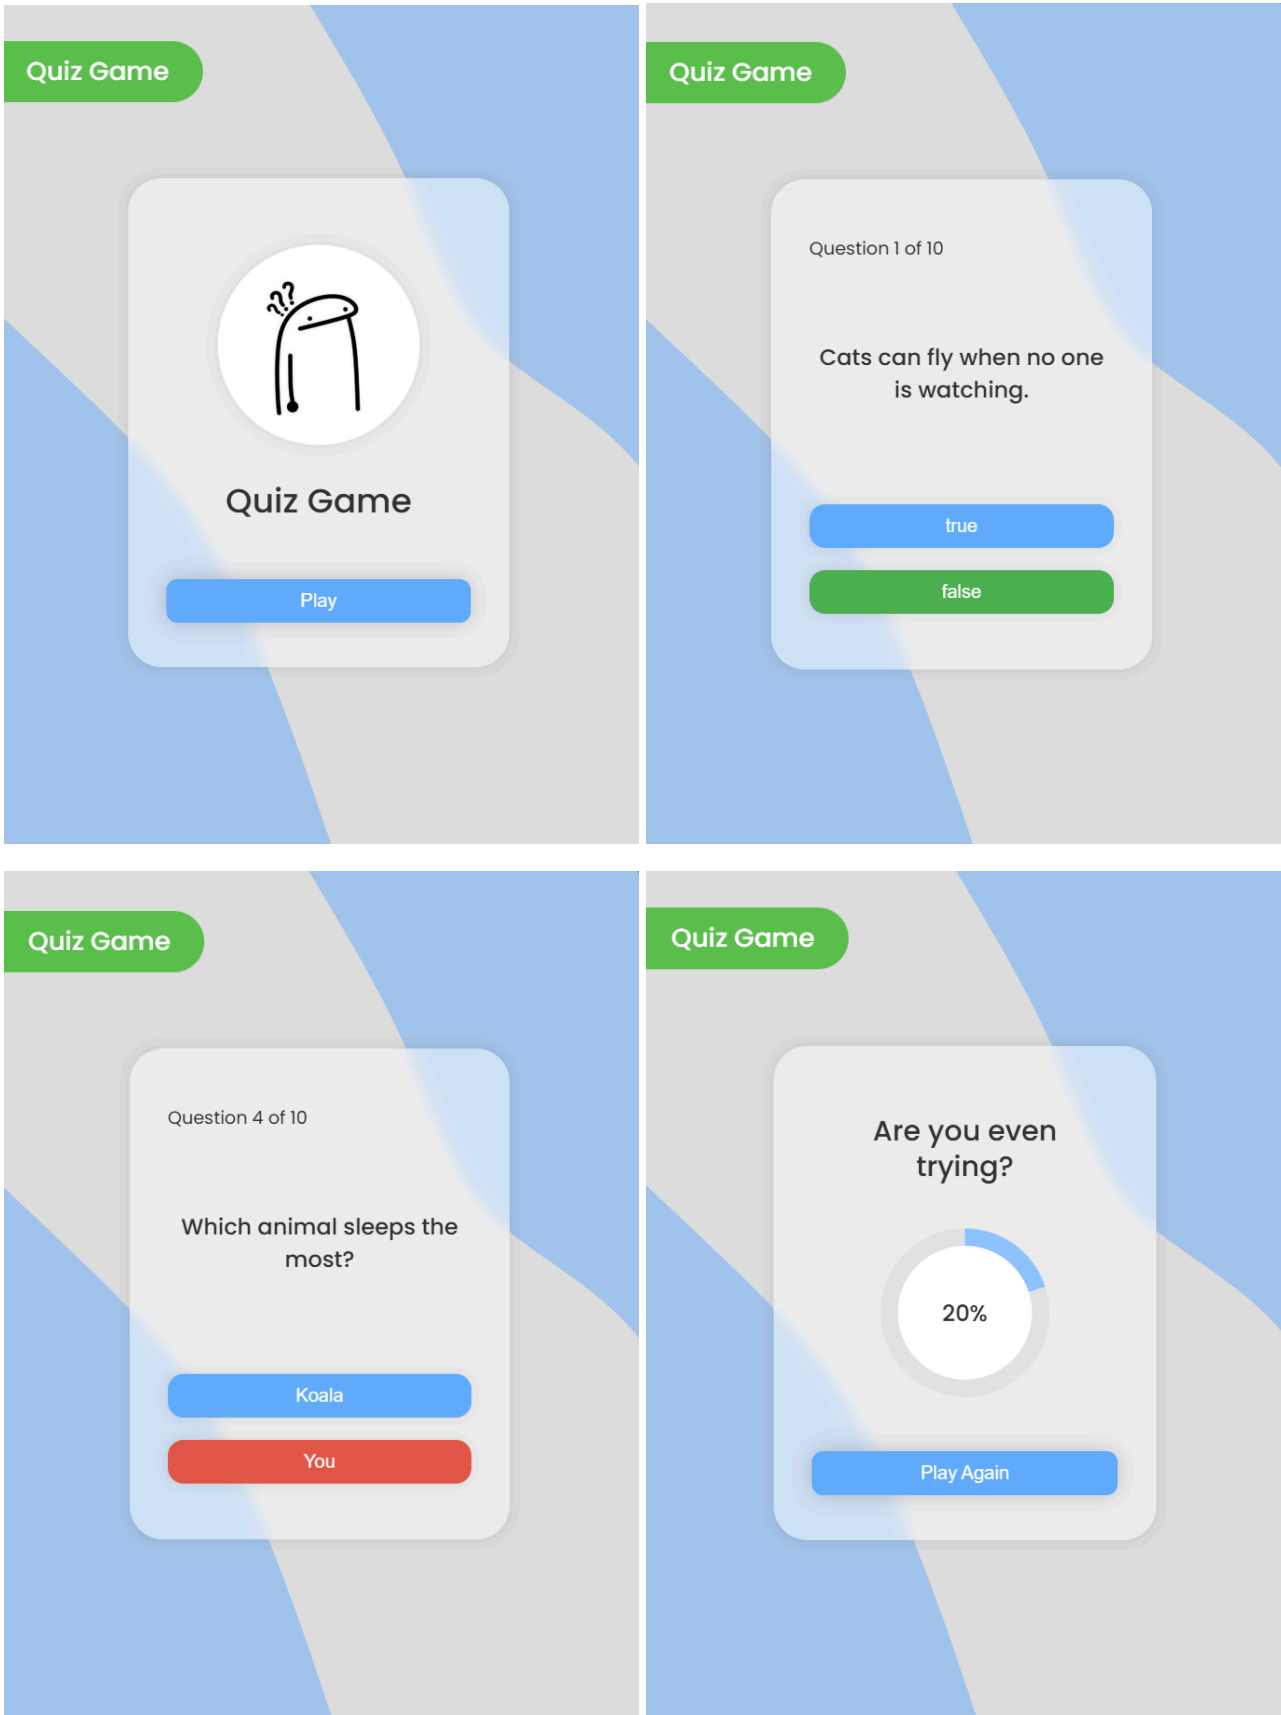 Quiz Game
???
Quiz Game
Play
Quiz Game
Question 1 of 10
Cats can fly when no one
is watching.
true
false
Quiz Game
Question 4 of 10
Which animal sleeps the
most?
Koala
You
Quiz Game
Are you even
trying?
20%
Play Again